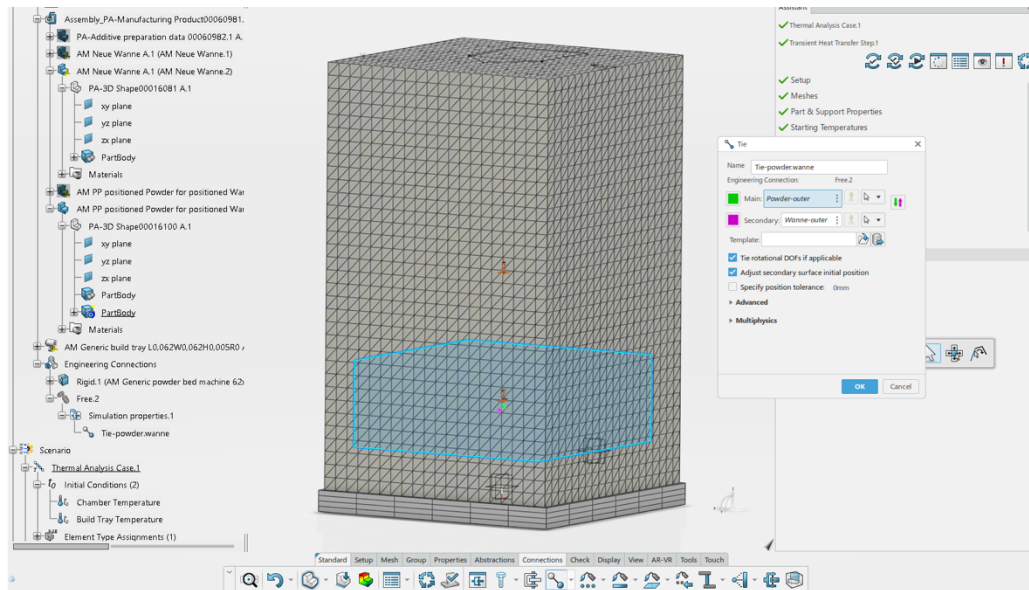 Assistant
Assembly_PA-Manufacturing Product00060981.
PA-Additive preparation data 00060982.1 A.
AM Neue Wanne A.1 (AM Neue Wanne.1)
AM Neue Wanne A.1 (AM Neue Wanne.2)
PA-3D Shape00016081 A.1
xy plane
yz plane
zx plane
PartBody
Materials
AM PP positioned Powder for positioned War
AM PP positioned Powder for positioned War
PA-3D Shape00016100 A.1
xy plane
yz plane
zx plane
PartBody
PartBody
Materials
AM Generic build tray L0,062W0,062H0,005R0
Engineering Connections
Rigid.1 (AM Generic powder bed machine 62
Free.2
Simulation properties.1
Tie-powder.wanne
Scenario
Thermal Analysis Case.1
Initial Conditions (2)
Chamber Temperature
Build Tray Temperature
Element Type Assignments (1)
Thermal Analysis Case.1
Transient Heat Transfer Step.1
Setup
Meshes
Part & Support Properties
Starting Temperatures
Tie
Name Tie-powder.wanne
Engineering Connection: Free.2
Main: Powder-outer
Secondary: Wanne-outer
Template:
Tie rotational DOFs if applicable
Adjust secondary surface initial position
Specify position tolerance: 0mm
Advanced
Multiphysics
OK Cancel
Standard Setup Mesh Group Properties Abstractions Connections Check Display View AR-VR Tools Touch